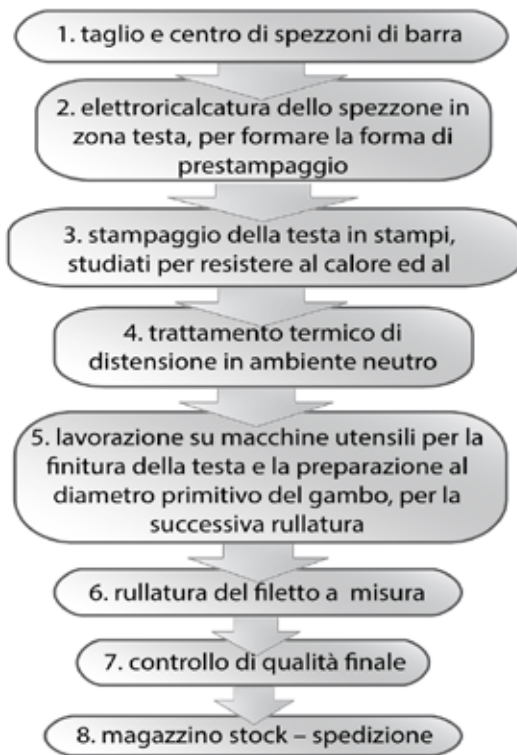 1. taglio e centro di spezzoni di barra
2. elettroricalcatura dello spezzone in
zona testa, per formare la forma di
prestampaggio
3. stampaggio della testa in stampi,
studiati per resistere al calore ed al
4. trattamento termico di
distensione in ambiente neutro
5. lavorazione su macchine utensili per la
finitura della testa e la preparazione al
diametro primitivo del gambo, per la
successiva rullatura
6. rullatura del filetto a misura
7. controllo di qualità finale
8. magazzino stock – spedizione